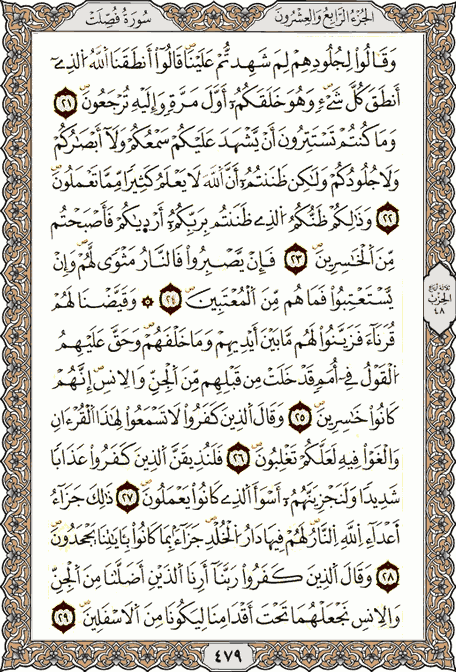 الجزء الرابع والعشرون
سورة فصلت
وَقَالُوا۟ لِجُلُودِهِمْ لِمَ شَهِدتُّمْ عَلَيْنَا قَالُوٓا۟ أَنطَقَنَا ٱللَّهُ ٱلَّذِىٓ
أَنطَقَ كُلَّ شَىْءٍ وَهُوَ خَلَقَكُمْ أَوَّلَ مَرَّةٍ وَإِلَيْهِ تُرْجَعُونَ ٢١
وَمَا كُنتُمْ تَسْتَتِرُونَ أَن يَشْهَدَ عَلَيْكُمْ سَمْعُكُمْ وَلَآ أَبْصَـٰرُكُمْ
وَلَا جُلُودُكُمْ وَلَـٰكِن ظَنَنتُمْ أَنَّ ٱللَّهَ لَا يَعْلَمُ كَثِيرًا مِّمَّا تَعْمَلُونَ
٢٢ وَذَٰلِكُمْ ظَنُّكُمُ ٱلَّذِى ظَنَنتُم بِرَبِّكُمْ أَرْدَىٰكُمْ فَأَصْبَحْتُم
مِّنَ ٱلْخَـٰسِرِينَ ٢٣ فَإِن يَصْبِرُوا۟ فَٱلنَّارُ مَثْوًى لَّهُمْ وَإِن
يَسْتَعْتِبُوا۟ فَمَا هُم مِّنَ ٱلْمُعْتَبِينَ ٢٤ ۞ وَقَيَّضْنَا لَهُمْ
قُرَنَآءَ فَزَيَّنُوا۟ لَهُم مَّا بَيْنَ أَيْدِيهِمْ وَمَا خَلْفَهُمْ وَحَقَّ عَلَيْهِمُ
ٱلْقَوْلُ فِىٓ أُمَمٍ قَدْ خَلَتْ مِن قَبْلِهِم مِّنَ ٱلْجِنِّ وَٱلْإِنسِ إِنَّهُمْ
كَانُوا۟ خَـٰسِرِينَ ٢٥ وَقَالَ ٱلَّذِينَ كَفَرُوا۟ لَا تَسْمَعُوا۟ لِهَـٰذَا ٱلْقُرْءَانِ
وَٱلْغَوْا۟ فِيهِ لَعَلَّكُمْ تَغْلِبُونَ ٢٦ فَلَنُذِيقَنَّ ٱلَّذِينَ كَفَرُوا۟ عَذَابًا
شَدِيدًا وَلَنَجْزِيَنَّهُمْ أَسْوَأَ ٱلَّذِى كَانُوا۟ يَعْمَلُونَ ٢٧ ذَٰلِكَ جَزَآءُ
أَعْدَآءِ ٱللَّهِ ٱلنَّارُ لَهُمْ فِيهَا دَارُ ٱلْخُلْدِ جَزَآءًۢ بِمَا كَانُوا۟ بِـَٔايَـٰتِنَا يَجْحَدُونَ
٢٨ وَقَالَ ٱلَّذِينَ كَفَرُوا۟ رَبَّنَآ أَرِنَا ٱلَّذَيْنِ أَضَلَّانَا مِنَ ٱلْجِنِّ
وَٱلْإِنسِ نَجْعَلْهُمَا تَحْتَ أَقْدَامِنَا لِيَكُونَا مِنَ ٱلْأَسْفَلِينَ ٢٩
الحزب
٤٨
٤٧٩